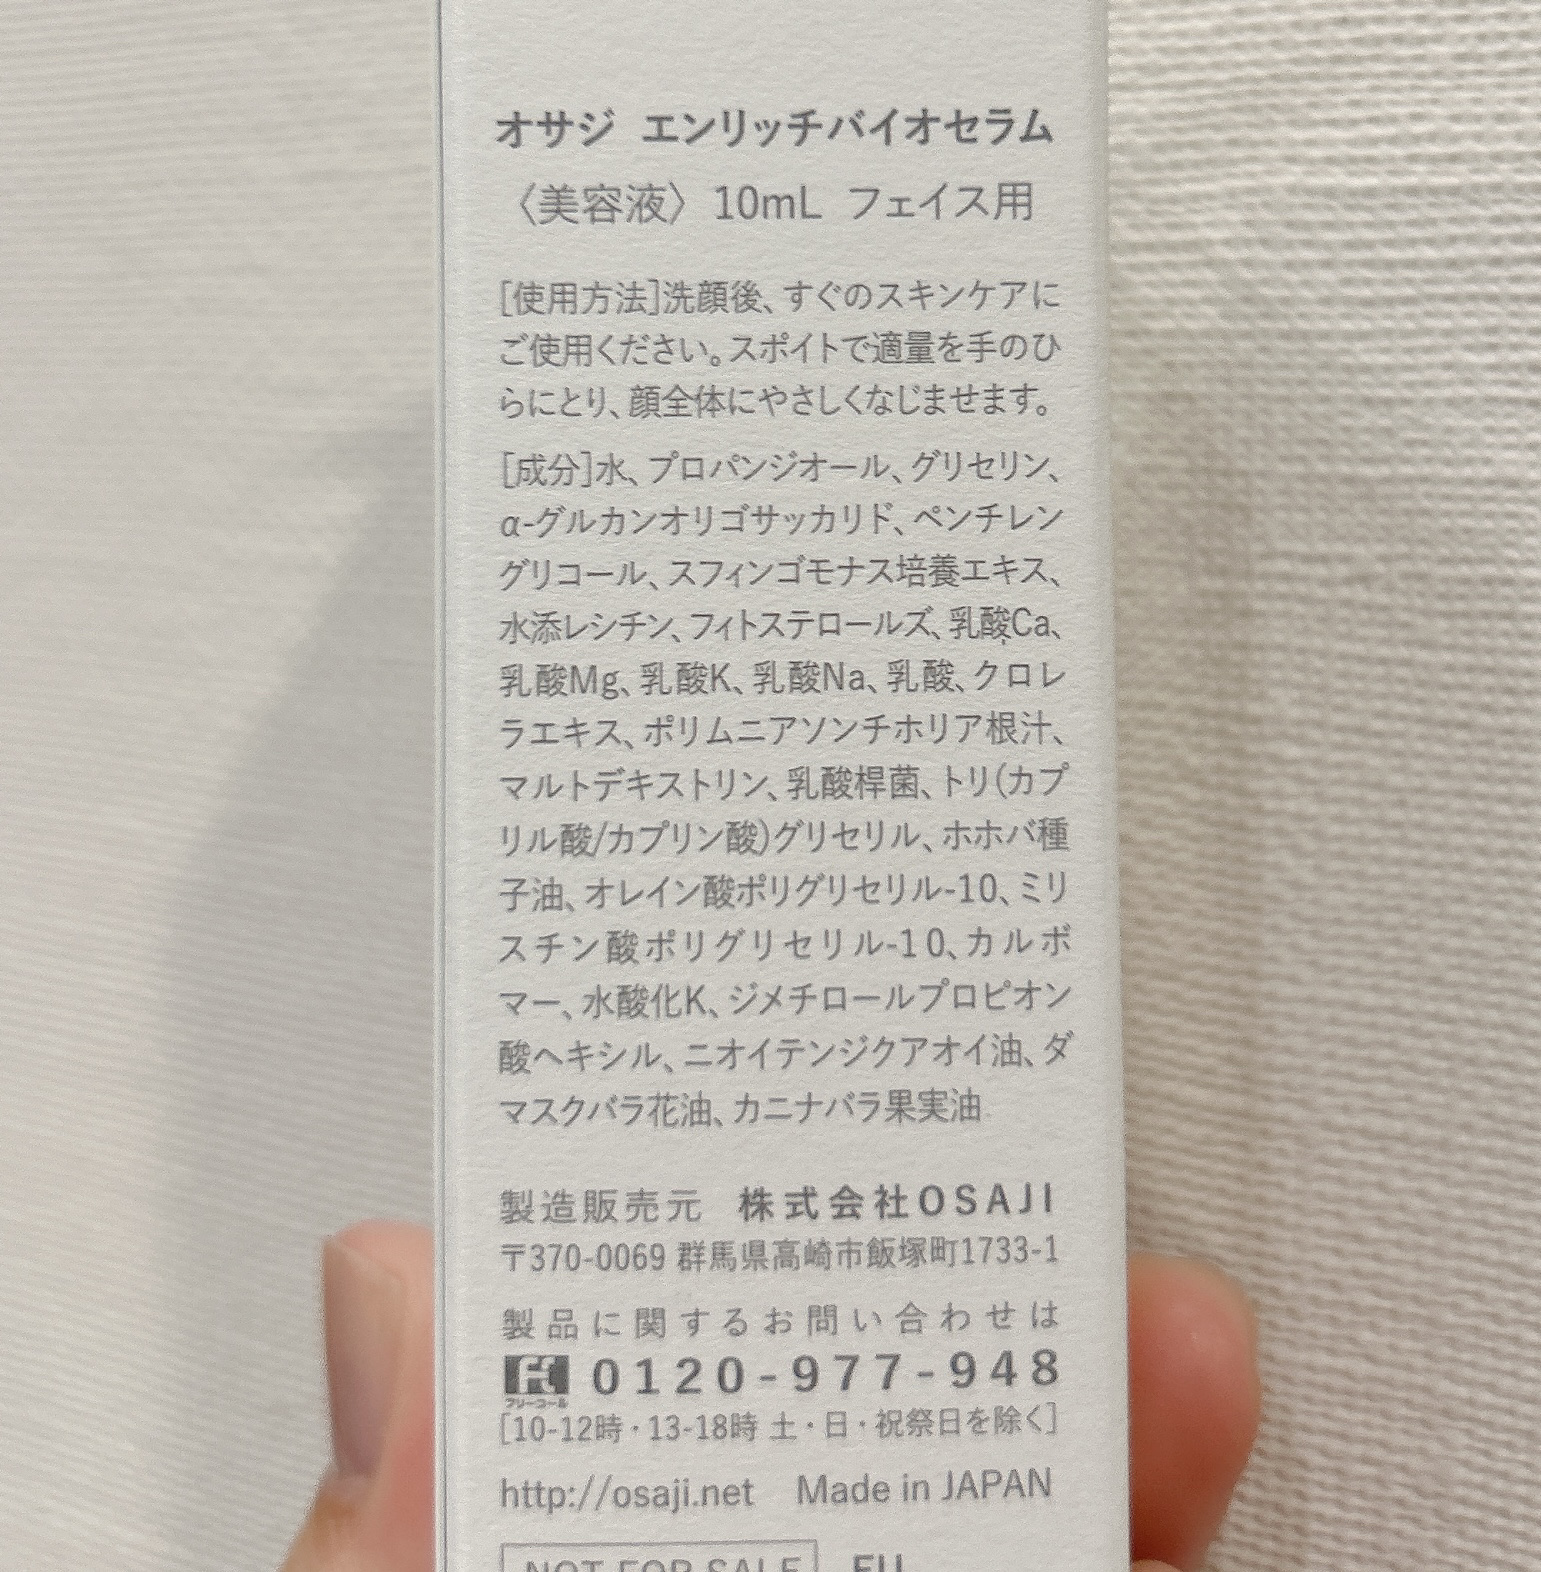 オサジ エンリッチバイオセラム
〈美容液〉10mL フェイス用
[使用方法]洗顔後、すぐのスキンケアに
ご使用ください。スポイトで適量を手のひ
らにとり、顔全体にやさしくなじませます。
[成分]水、プロパンジオール、グリセリン、
α-グルカンオリゴサッカリド、ペンチレン
グリコール、スフィンゴモナス培養エキス、
水添レシチン、フィトステロールズ、乳酸Ca、
乳酸Mg、乳酸K、乳酸Na、乳酸、クロレ
ラエキス、ポリムニアソンチホリア根汁、
マルトデキストリン、乳酸桿菌、トリ(カプ
リル酸/カプリン酸)グリセリル、ホホバ種
子油、オレイン酸ポリグリセリル-10、ミリ
スチン酸ポリグリセリル-10、カルボ
マー、水酸化K、ジメチロールプロピオン
酸ヘキシル、ニオイテンジクアオイ油、ダ
マスクバラ花油、カニナバラ果実油
製造販売元 株式会社OSAJI
〒370-0069 群馬県高崎市飯塚町1733-1
製品に関するお問い合わせは
フリーコール 0120-977-948
[10-12時・13-18時 土・日・祝祭日を除く]
http://osaji.net Made in JAPAN
NOT FOR SALE